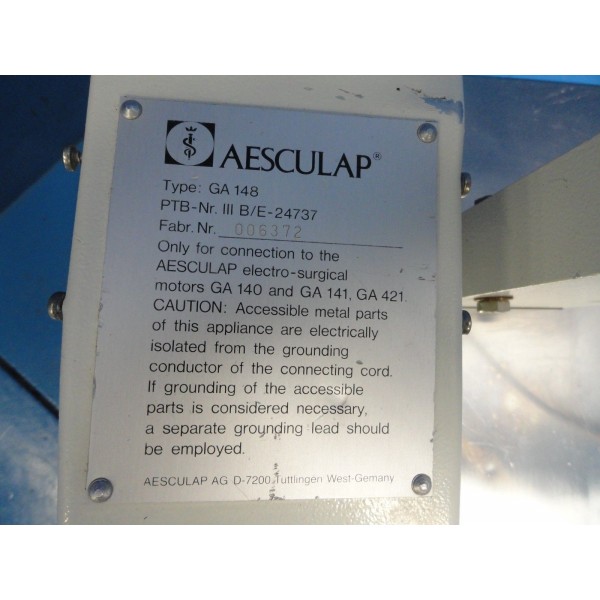 AESCULAP®
Type: GA 148
PTB-Nr. III B/E-24737
Fabr. Nr. 006372
Only for connection to the
AESCULAP electro-surgical
motors GA 140 and GA 141, GA 421.
CAUTION: Accessible metal parts
of this appliance are electrically
isolated from the grounding
conductor of the connecting cord.
If grounding of the accessible
parts is considered necessary,
a separate grounding lead should
be employed.
AESCULAP AG D-7200 Tuttlingen West-Gemany